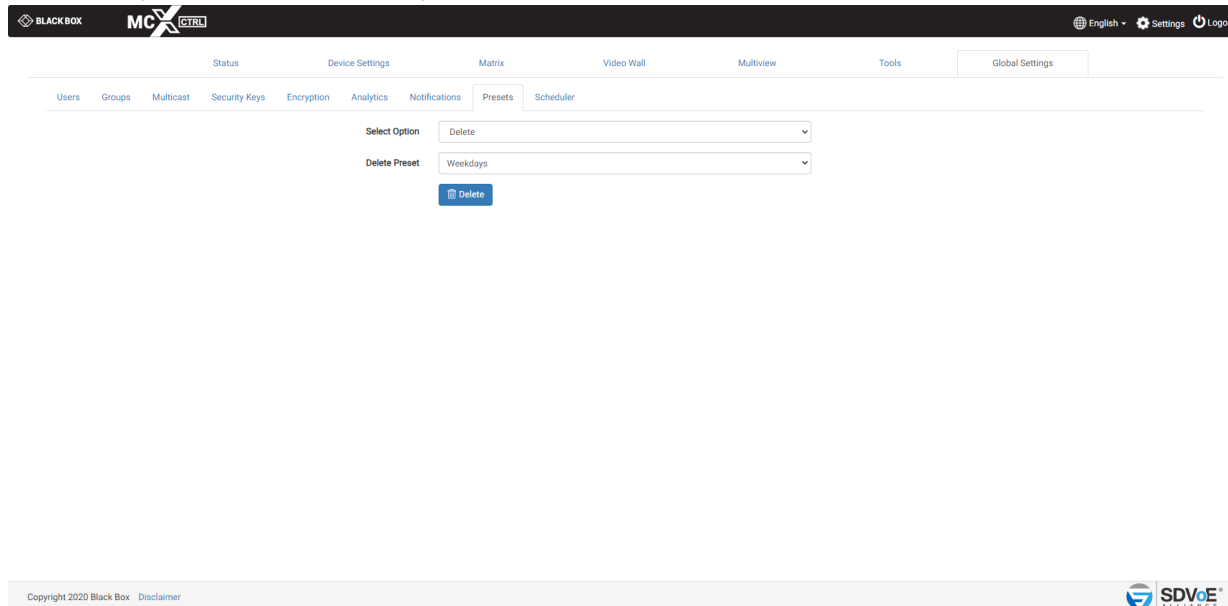 BLACK BOX MCX CTRL English Settings Logo
Status Device Settings Matrix Video Wall Multiview Tools Global Settings
Users Groups Multicast Security Keys Encryption Analytics Notifications Presets Scheduler
Select Option Delete
Delete Preset Weekdays
Delete
Copyright 2020 Black Box Disclaimer
SDVoE
ALLIANCE